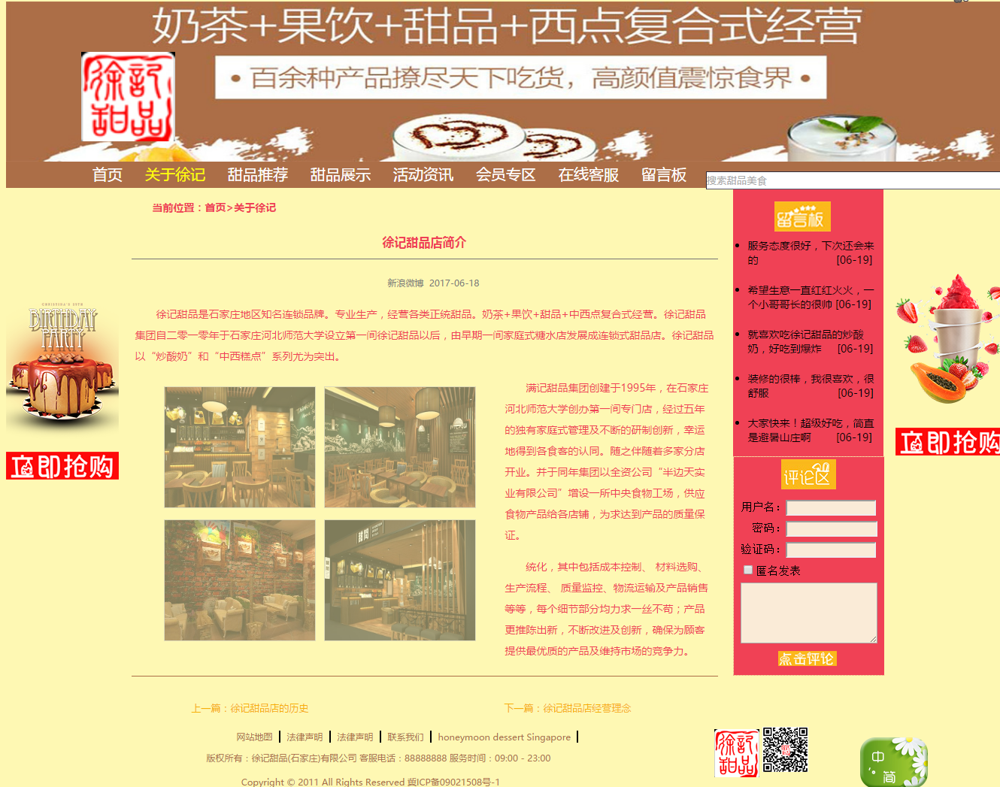 奶茶+果饮+甜品+西点复合式经营
• 百余种产品撩尽天下吃货，高颜值震惊食界 •
徐記
甜品
首页 关于徐记 甜品推荐 甜品展示 活动资讯 会员专区 在线客服 留言板
搜索甜品美食
当前位置：首页>关于徐记
徐记甜品店简介
新浪微博 2017-06-18
徐记甜品是石家庄地区知名连锁品牌。专业生产，经营各类正统甜品。奶茶+果饮+甜品+中西点复合式经营。徐记甜品
集团自二零一零年于石家庄河北师范大学设立第一间徐记甜品以后，由早期一间家庭式糖水店发展成连锁式甜品店。徐记甜品
以“炒酸奶”和“中西糕点”系列尤为突出。
满记甜品集团创建于1995年，在石家庄
河北师范大学创办第一间专门店，经过五年
的独有家庭式管理及不断的研制创新，幸运
地得到各食客的认同。随之伴随着多家分店
开业。并于同年集团以全资公司“半边天实
业有限公司”增设一所中央食物工场，供应
食物产品给各店铺，为求达到产品的质量保
证。
统化，其中包括成本控制、 材料选购、
生产流程、 质量监控、物流运输及产品销售
等等，每个细节部分均力求一丝不苟；产品
更推陈出新，不断改进及创新，确保为顾客
提供最优质的产品及维持市场的竞争力。
BIRTHDAY
PARTY
立即抢购
留言板
服务态度很好，下次还会来
的 [06-19]
希望生意一直红红火火，一
个小哥哥长的很帅 [06-19]
就喜欢吃徐记甜品的炒酸
奶，好吃到爆炸 [06-19]
装修的很棒，我很喜欢，很
舒服 [06-19]
大家快来！超级好吃，简直
是避暑山庄啊 [06-19]
评论区
用户名：
密码：
验证码：
匿名发表
点击评论
立即抢购
上一篇：徐记甜品店的历史
下一篇：徐记甜品店经营理念
网站地图 | 法律声明 | 法律声明 | 联系我们 | honeymoon dessert Singapore |
版权所有：徐记甜品(石家庄)有限公司 客服电话：88888888 服务时间：09:00 - 23:00
Copyright © 2011 All Rights Reserved 冀ICP备09021508号-1
徐記
甜品
中
简